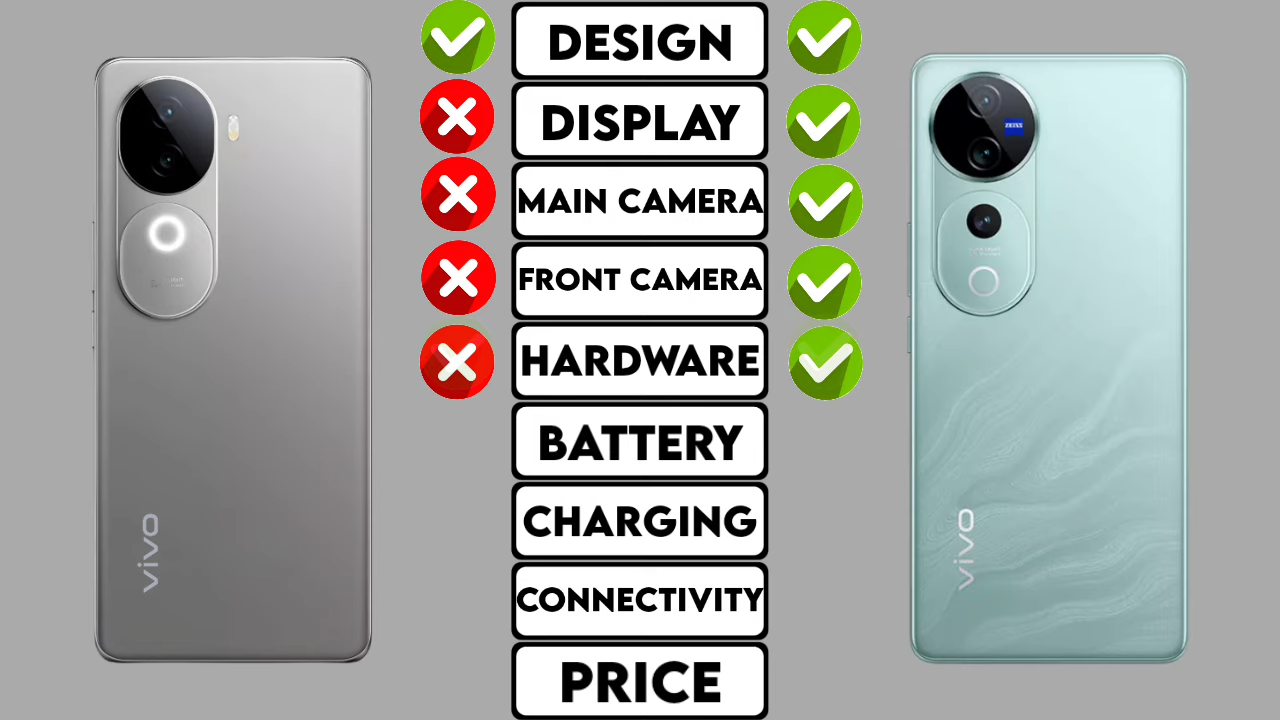 DESIGN
DISPLAY
MAIN CAMERA
FRONT CAMERA
HARDWARE
BATTERY
CHARGING
CONNECTIVITY
PRICE
vivo
ZEISS
vivo